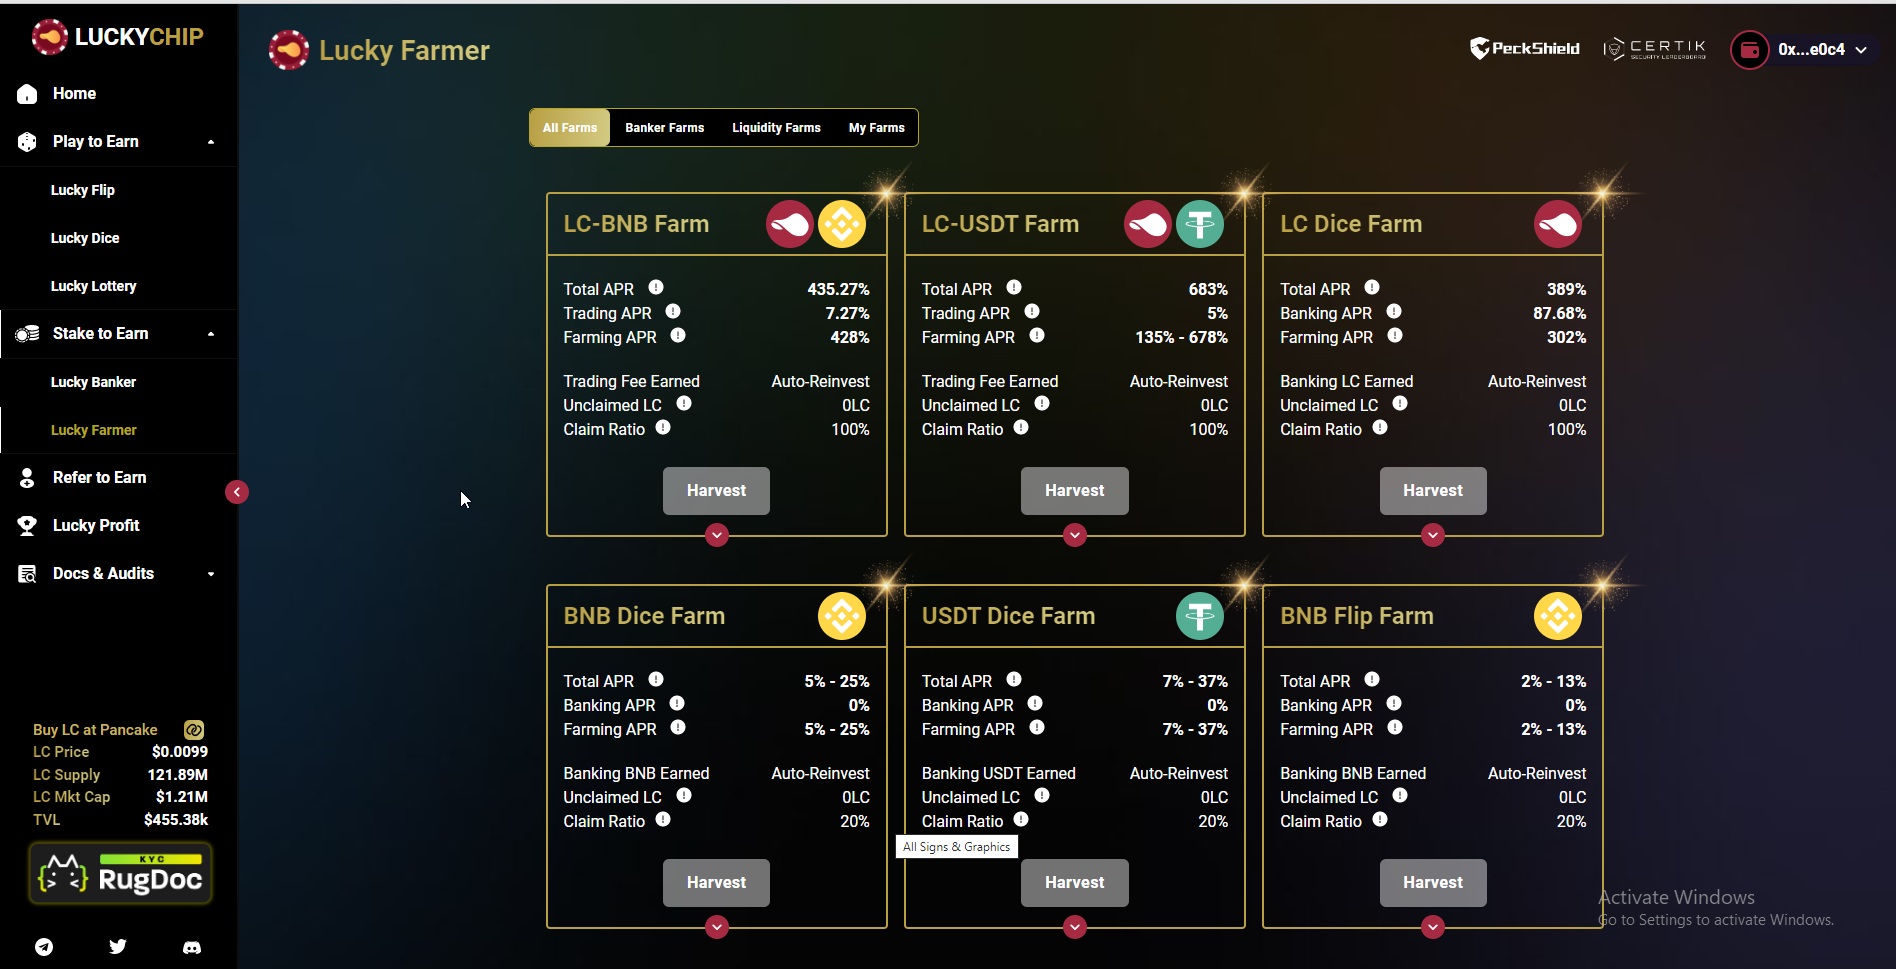 LUCKYCHIP
Home
Play to Earn
Lucky Flip
Lucky Dice
Lucky Lottery
Stake to Earn
Lucky Banker
Lucky Farmer
Refer to Earn
Lucky Profit
Docs & Audits
Buy LC at Pancake
LC Price $0.0099
LC Supply 121.89M
LC Mkt Cap $1.21M
TVL $455.38k
KYC
RugDoc
Lucky Farmer
PeckShield
CERTIK
SECURITY LEADERBOARD
0x...e0c4
All Farms Banker Farms Liquidity Farms My Farms
LC-BNB Farm
Total APR 435.27%
Trading APR 7.27%
Farming APR 428%
Trading Fee Earned Auto-Reinvest
Unclaimed LC 0LC
Claim Ratio 100%
Harvest
LC-USDT Farm
Total APR 683%
Trading APR 5%
Farming APR 135% - 678%
Trading Fee Earned Auto-Reinvest
Unclaimed LC 0LC
Claim Ratio 100%
Harvest
LC Dice Farm
Total APR 389%
Banking APR 87.68%
Farming APR 302%
Banking LC Earned Auto-Reinvest
Unclaimed LC 0LC
Claim Ratio 100%
Harvest
BNB Dice Farm
Total APR 5% - 25%
Banking APR 0%
Farming APR 5% - 25%
Banking BNB Earned Auto-Reinvest
Unclaimed LC 0LC
Claim Ratio 20%
Harvest
USDT Dice Farm
Total APR 7% - 37%
Banking APR 0%
Farming APR 7% - 37%
Banking USDT Earned Auto-Reinvest
Unclaimed LC 0LC
Claim Ratio 20%
All Signs & Graphics
Harvest
BNB Flip Farm
Total APR 2% - 13%
Banking APR 0%
Farming APR 2% - 13%
Banking BNB Earned Auto-Reinvest
Unclaimed LC 0LC
Claim Ratio 20%
Harvest
Activate Windows
Go to Settings to activate Windows.